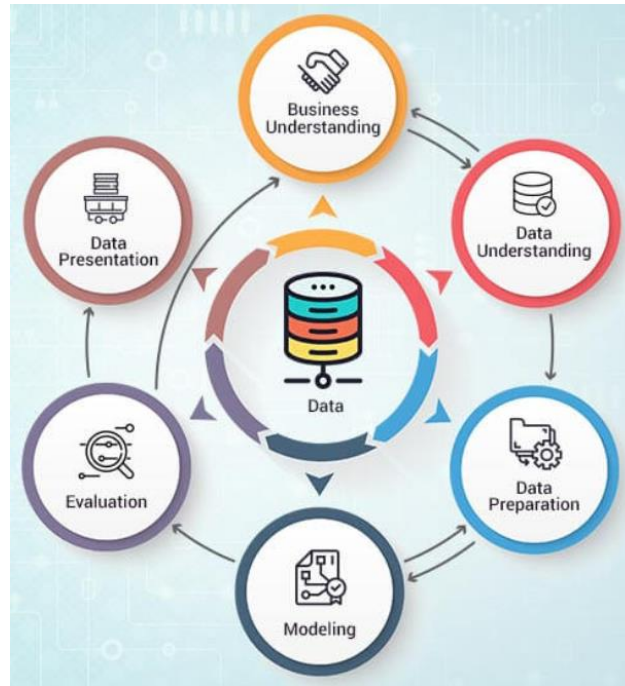 Business
Understanding
Data
Understanding
Data
Preparation
Modeling
Evaluation
Data
Presentation
Data